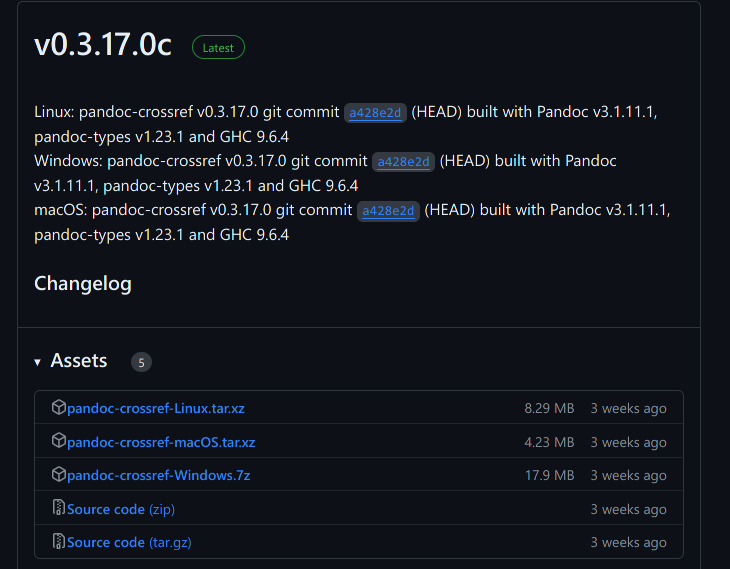 v0.3.17.0c Latest
Linux: pandoc-crossref v0.3.17.0 git commit a428e2d (HEAD) built with Pandoc v3.1.11.1,
pandoc-types v1.23.1 and GHC 9.6.4
Windows: pandoc-crossref v0.3.17.0 git commit a428e2d (HEAD) built with Pandoc
v3.1.11.1, pandoc-types v1.23.1 and GHC 9.6.4
macOS: pandoc-crossref v0.3.17.0 git commit a428e2d (HEAD) built with Pandoc v3.1.11.1,
pandoc-types v1.23.1 and GHC 9.6.4
Changelog
Assets 5
pandoc-crossref-Linux.tar.xz 8.29 MB 3 weeks ago
pandoc-crossref-macOS.tar.xz 4.23 MB 3 weeks ago
pandoc-crossref-Windows.7z 17.9 MB 3 weeks ago
Source code (zip) 3 weeks ago
Source code (tar.gz) 3 weeks ago